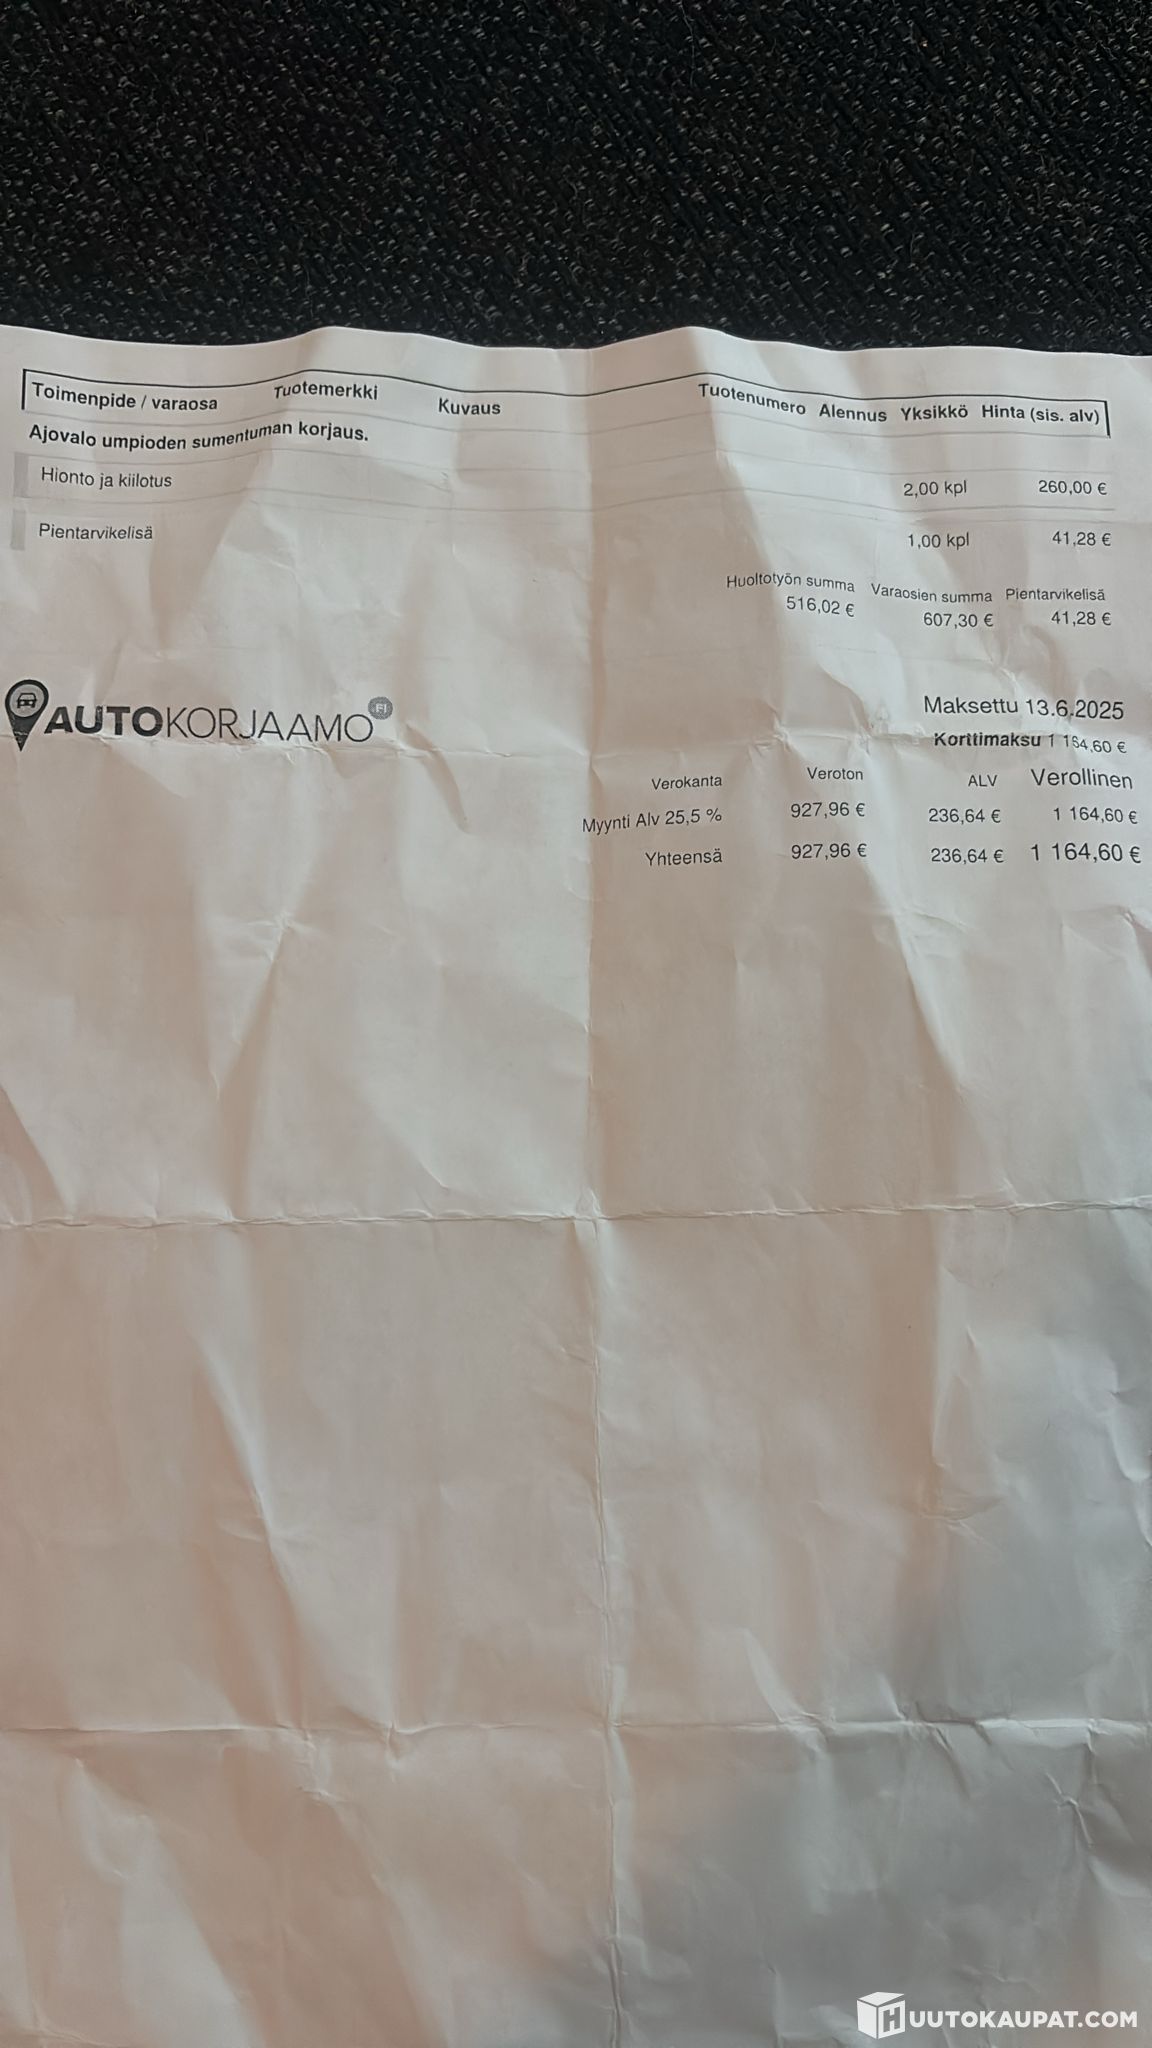 Toimenpide / varaosa Tuotemerkki Kuvaus Tuotenumero Alennus Yksikkö Hinta (sis. alv)
Ajovalo umpioden sumentuman korjaus.
Hionto ja kiilotus 2,00 kpl 260,00 €
Pientarvikelisä 1,00 kpl 41,28 €
Huoltotyön summa Varaosien summa Pientarvikelisä
516,02 € 607,30 € 41,28 €
AUTOKORJAAMO FI
Maksettu 13.6.2025
Korttimaksu 1 164,60 €
Verokanta Veroton ALV Verollinen
Myynti Alv 25,5 % 927,96 € 236,64 € 1 164,60 €
Yhteensä 927,96 € 236,64 € 1 164,60 €
HUUTOKAUPAT.COM